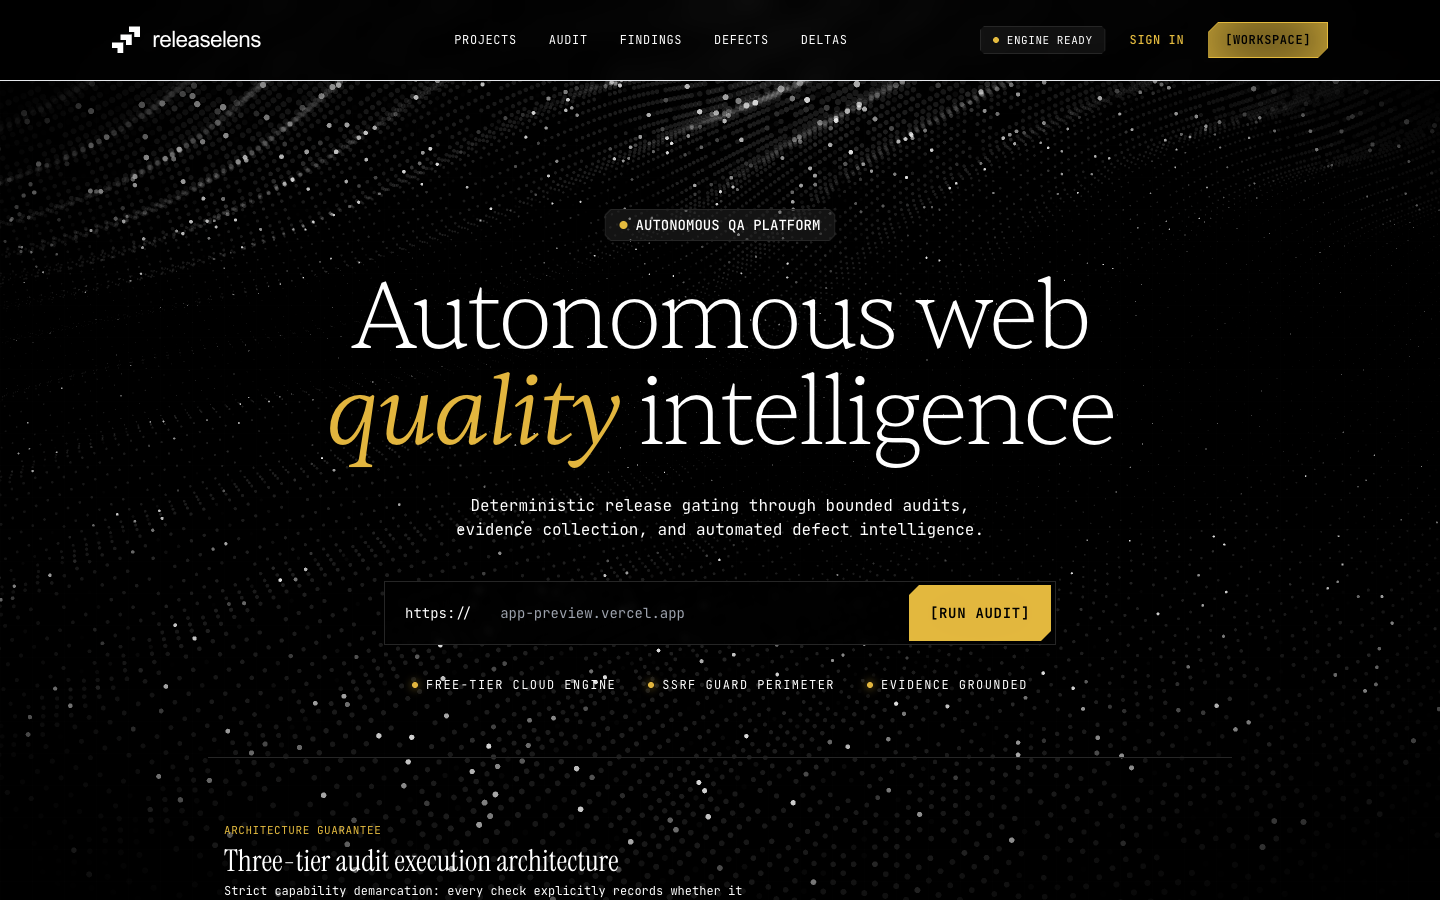 releaselens
PROJECTS
AUDIT
FINDINGS
DEFECTS
DELTAS
ENGINE READY
SIGN IN
[WORKSPACE]
AUTONOMOUS QA PLATFORM
Autonomous web
quality intelligence
Deterministic release gating through bounded audits,
evidence collection, and automated defect intelligence.
https://
app-preview.vercel.app
[RUN AUDIT]
FREE-TIER CLOUD ENGINE
SSRF GUARD PERIMETER
EVIDENCE GROUNDED
ARCHITECTURE GUARANTEE
Three-tier audit execution architecture
Strict capability demarcation: every check explicitly records whether it